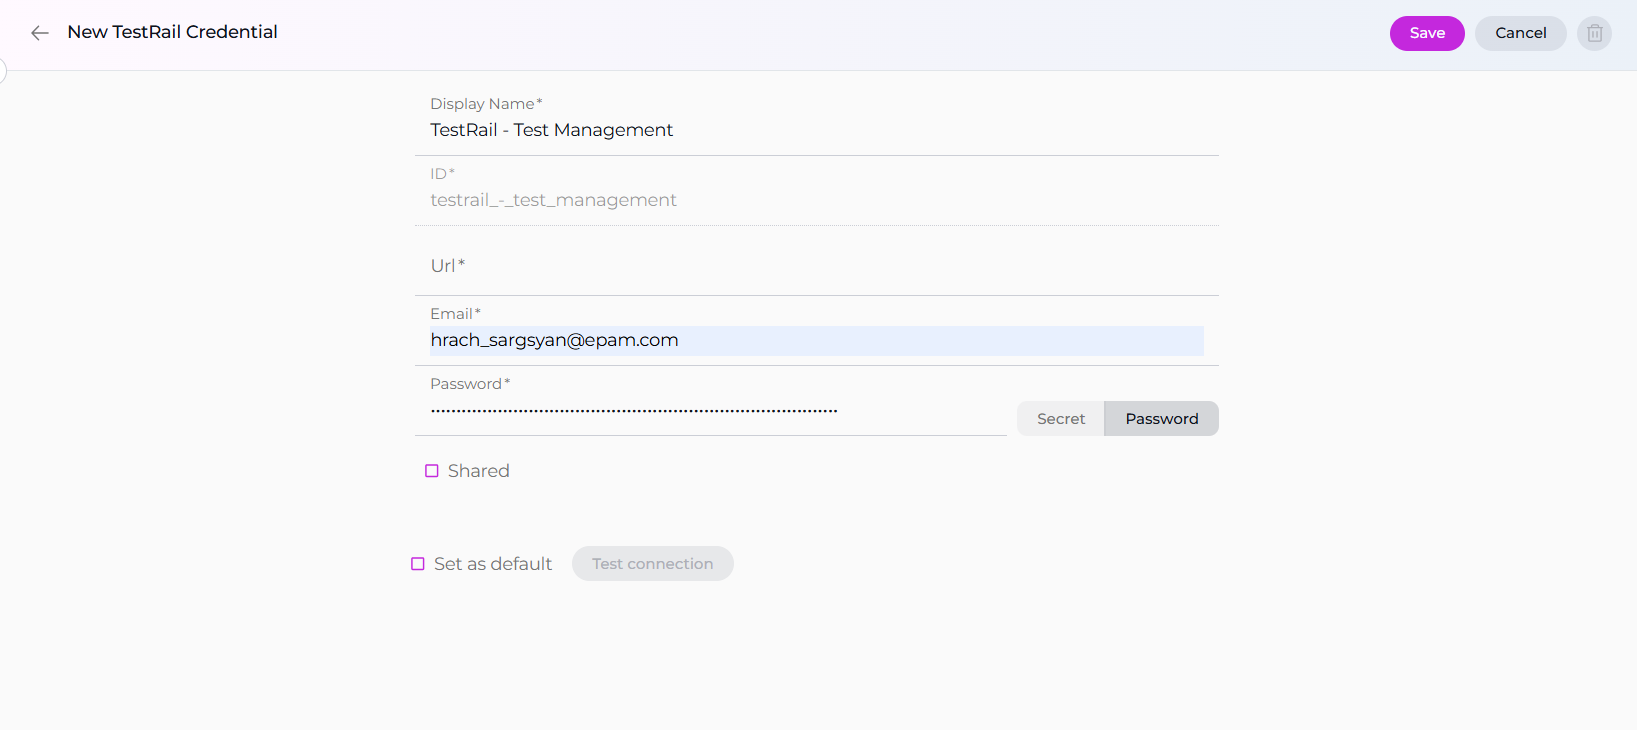 New TestRail Credential
Save
Cancel
Display Name*
TestRail - Test Management
ID*
testrail_-_test_management
Url*
Email*
hrach_sargsyan@epam.com
Password*
Secret
Password
Shared
Set as default
Test connection